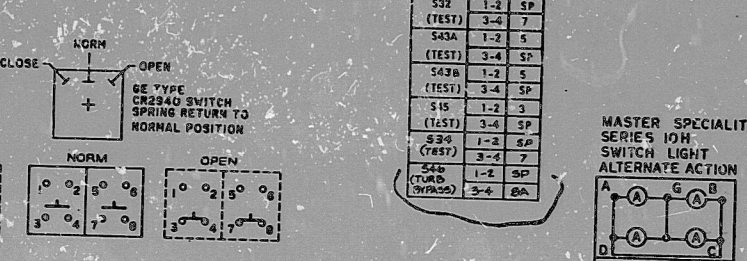 NORM
CLOSE
OPEN
GE TYPE
CR2940 SWITCH
SPRING RETURN TO
NORMAL POSITION
NORM
1 2 5 6
3 4 7 8
OPEN
1 2 5 6
3 4 7 8
S32 1-2 SP
(TEST) 3-4 7
S43A 1-2 5
(TEST) 3-4 SP
S43B 1-2 5
(TEST) 3-4 SP
S15 1-2 3
(TEST) 3-4 SP
S34 1-2 SP
(TEST) 3-4 7
S46 1-2 SP
(TURB
BYPASS) 3-4 8A
MASTER SPECIALIT
SERIES 10H
SWITCH LIGHT
ALTERNATE ACTION
A G B
A A
A A
D C